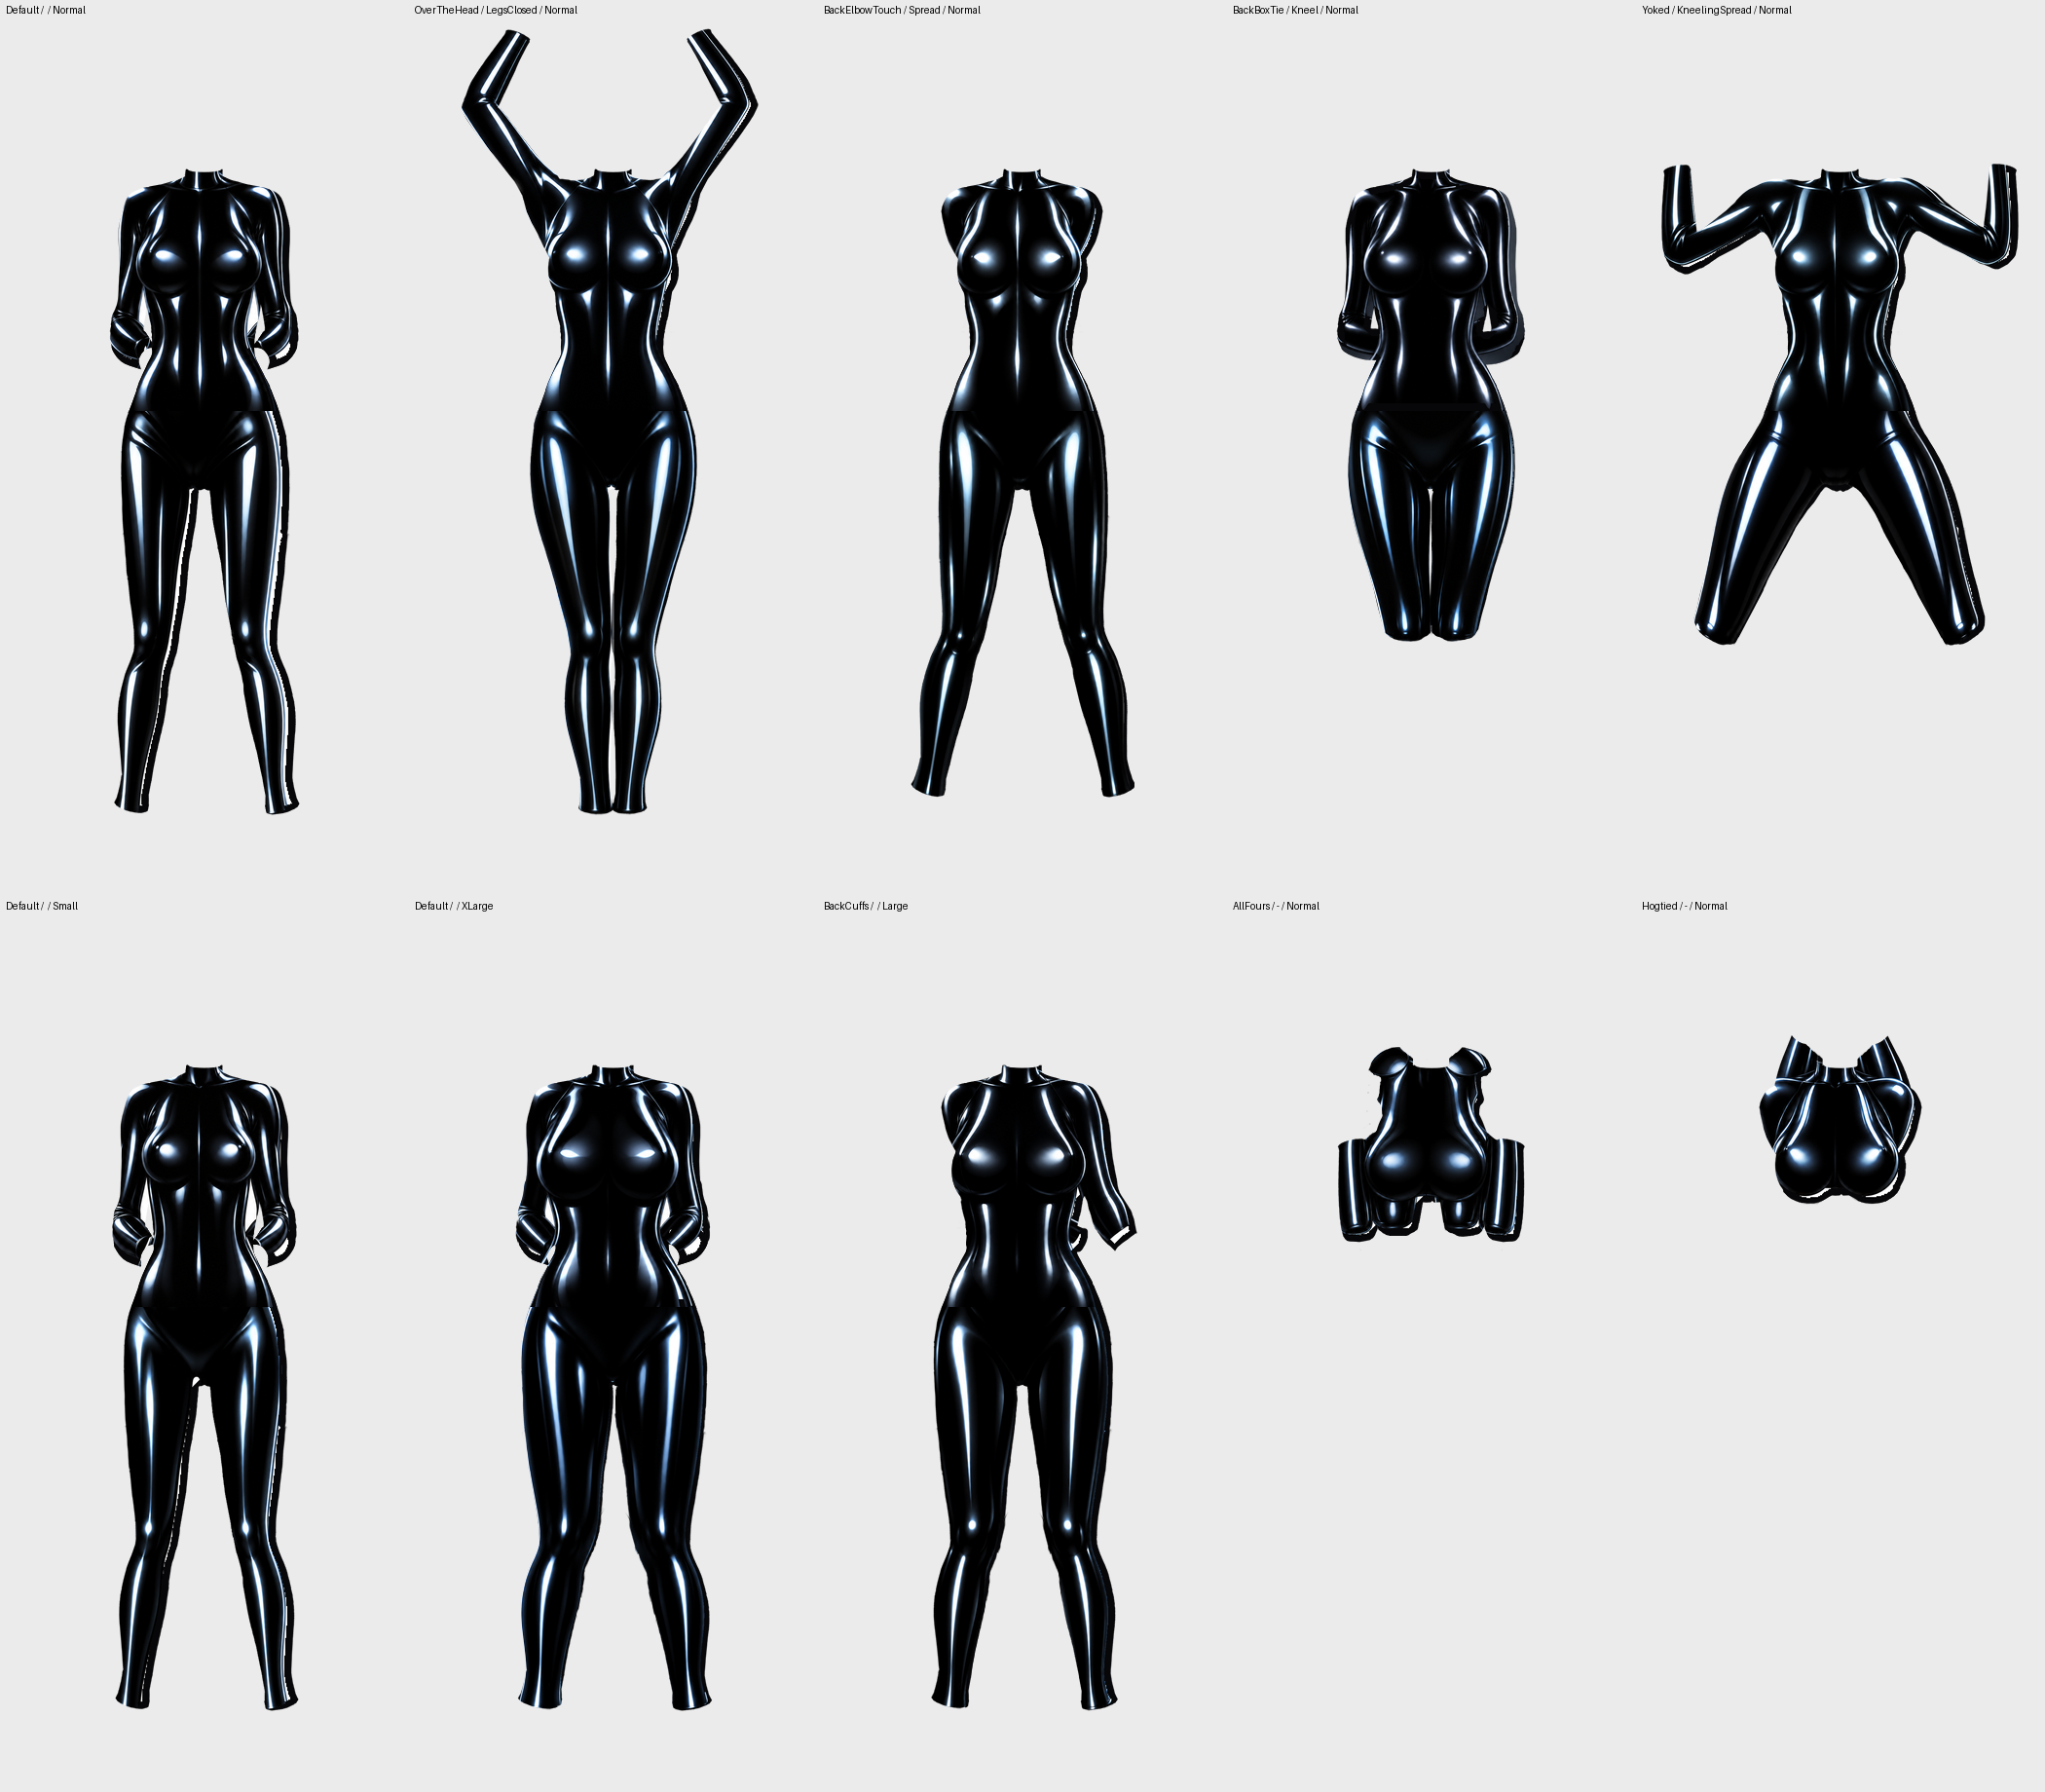 Default / / Normal
OverTheHead / LegsClosed / Normal
BackElbowTouch / Spread / Normal
BackBoxTie / Kneel / Normal
Yoked / KneelingSpread / Normal
Default / / Small
Default / / XLarge
BackCuffs / / Large
AllFours / - / Normal
Hogtied / - / Normal